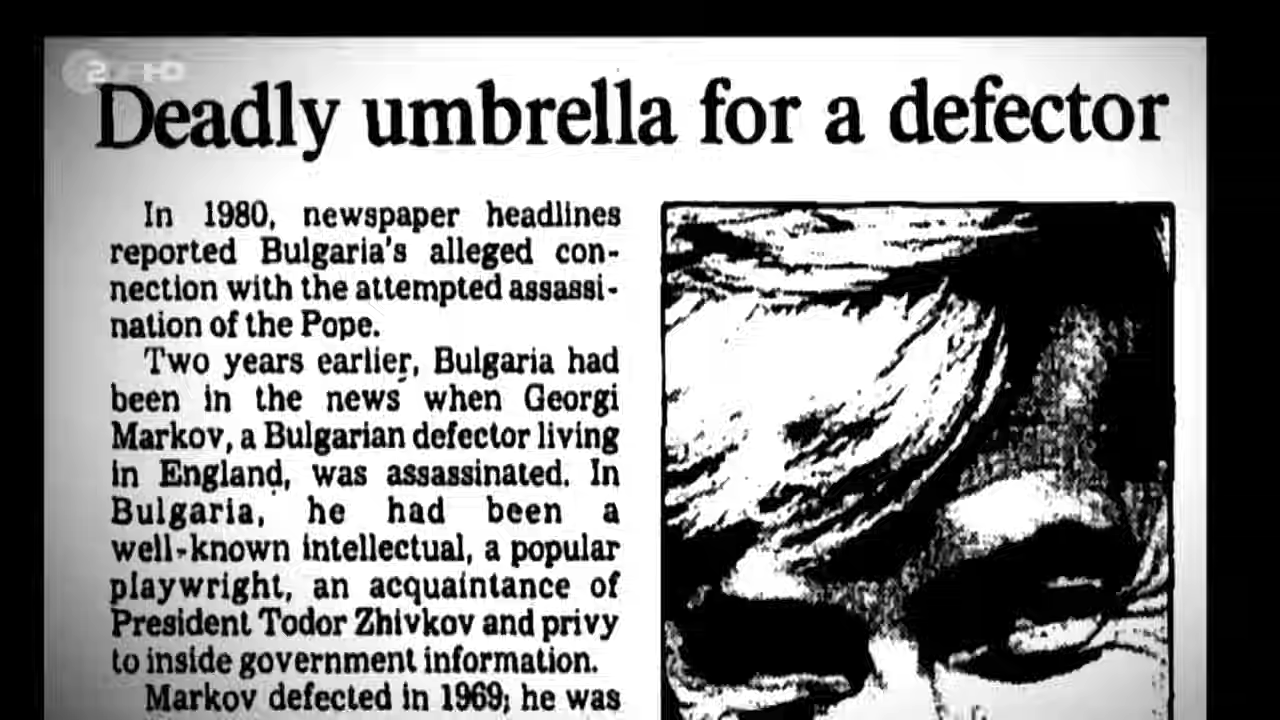 2 HD
Deadly umbrella for a defector
In 1980, newspaper headlines
reported Bulgaria's alleged con-
nection with the attempted assassi-
nation of the Pope.
Two years earlier, Bulgaria had
been in the news when Georgi
Markov, a Bulgarian defector living
in England, was assassinated. In
Bulgaria, he had been a
well-known intellectual, a popular
playwright, an acquaintance of
President Todor Zhivkov and privy
to inside government information.
Markov defected in 1969; he was